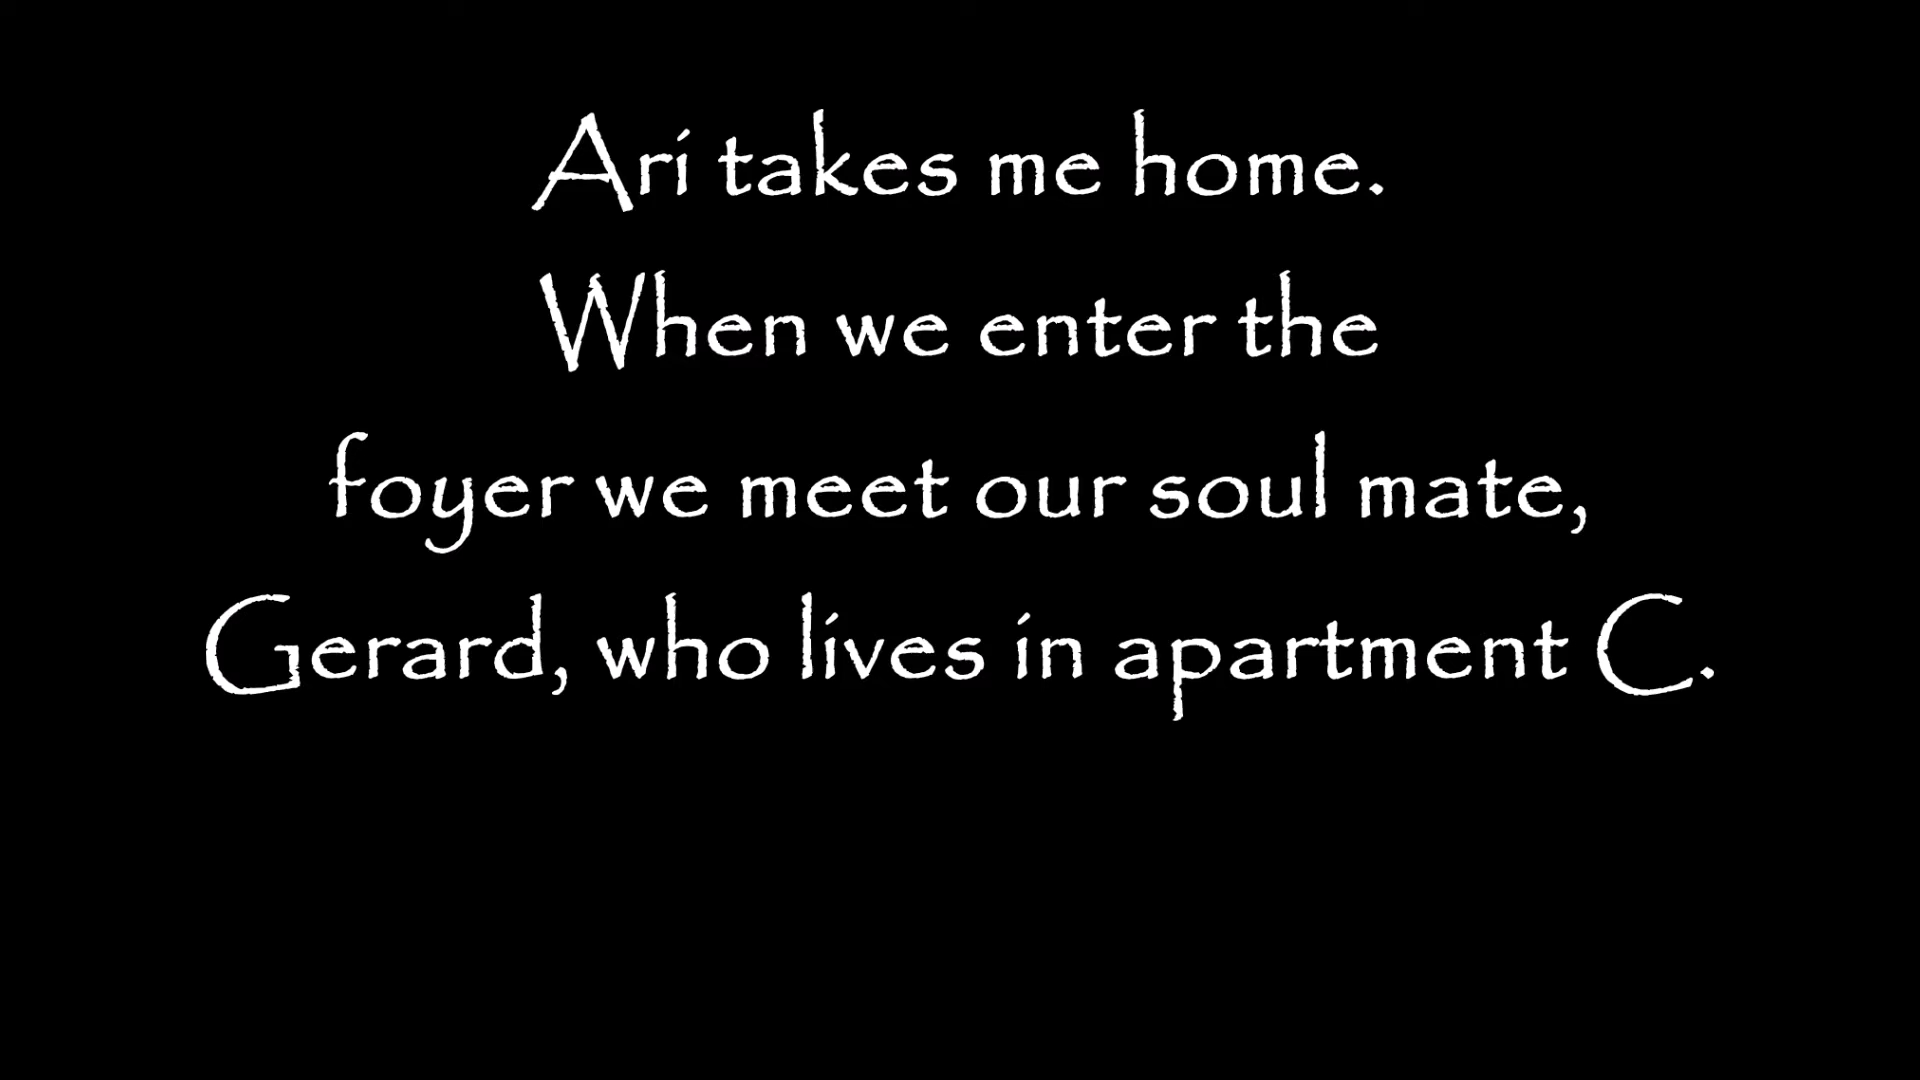 Ari takes me home.
When we enter the
foyer we meet our soul mate,
Gerard, who lives in apartment C.